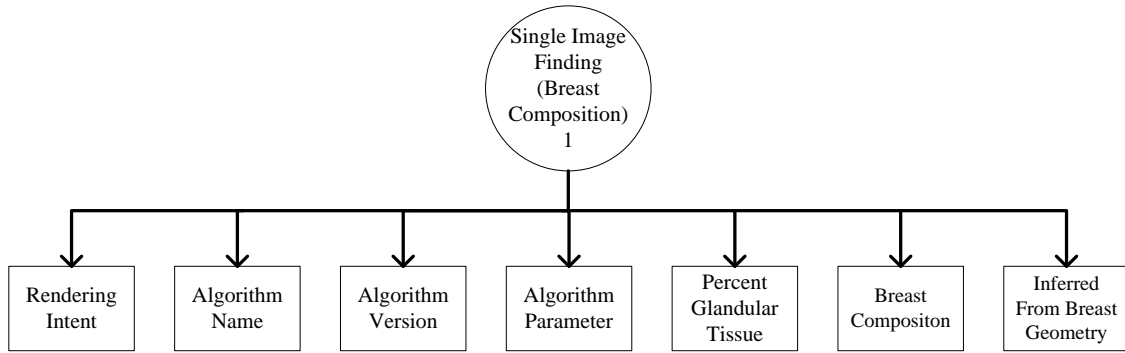 Single Image
Finding
(Breast
Composition)
1
Rendering
Intent
Algorithm
Name
Algorithm
Version
Algorithm
Parameter
Percent
Glandular
Tissue
Breast
Compositon
Inferred
From Breast
Geometry